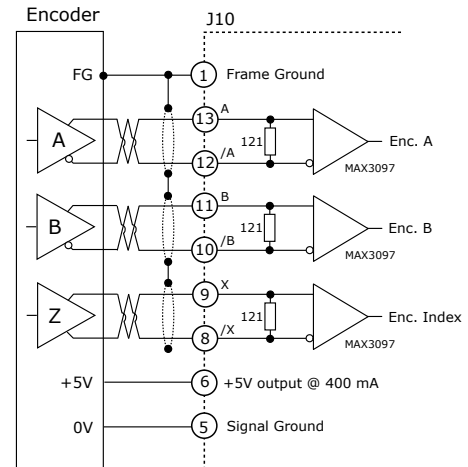 Encoder
J10
FG
1
Frame Ground
A
13
A
121
Enc. A
12
/A
MAX3097
B
11
B
121
Enc. B
10
/B
MAX3097
Z
9
X
121
Enc. Index
8
/X
MAX3097
+5V
6
+5V output @ 400 mA
0V
5
Signal Ground